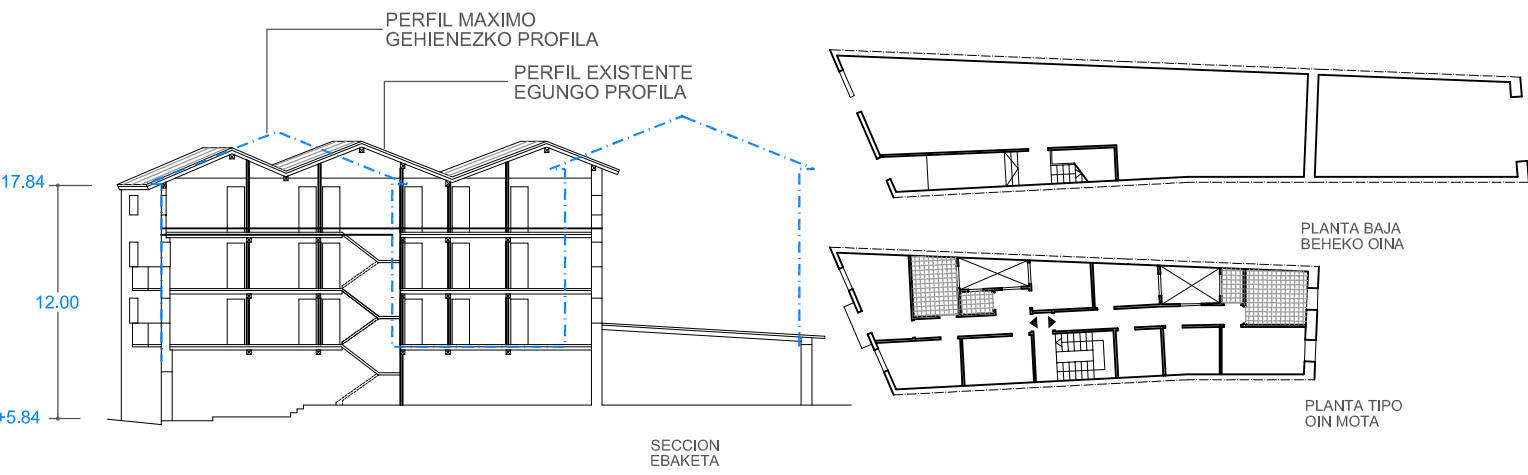 PERFIL MAXIMO
GEHIENEZKO PROFILA
PERFIL EXISTENTE
EGUNGO PROFILA
17.84
12.00
+5.84
SECCION
EBAKETA
PLANTA BAJA
BEHEKO OINA
PLANTA TIPO
OIN MOTA